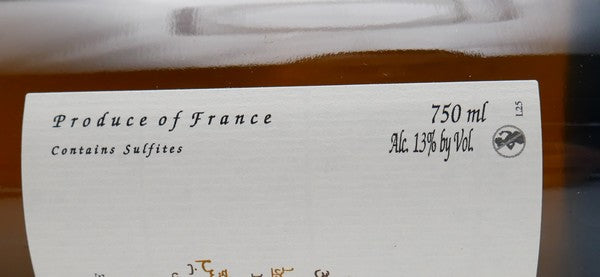 Produce of France
Contains Sulfites
750 ml
Alc. 13% by Vol.
L25